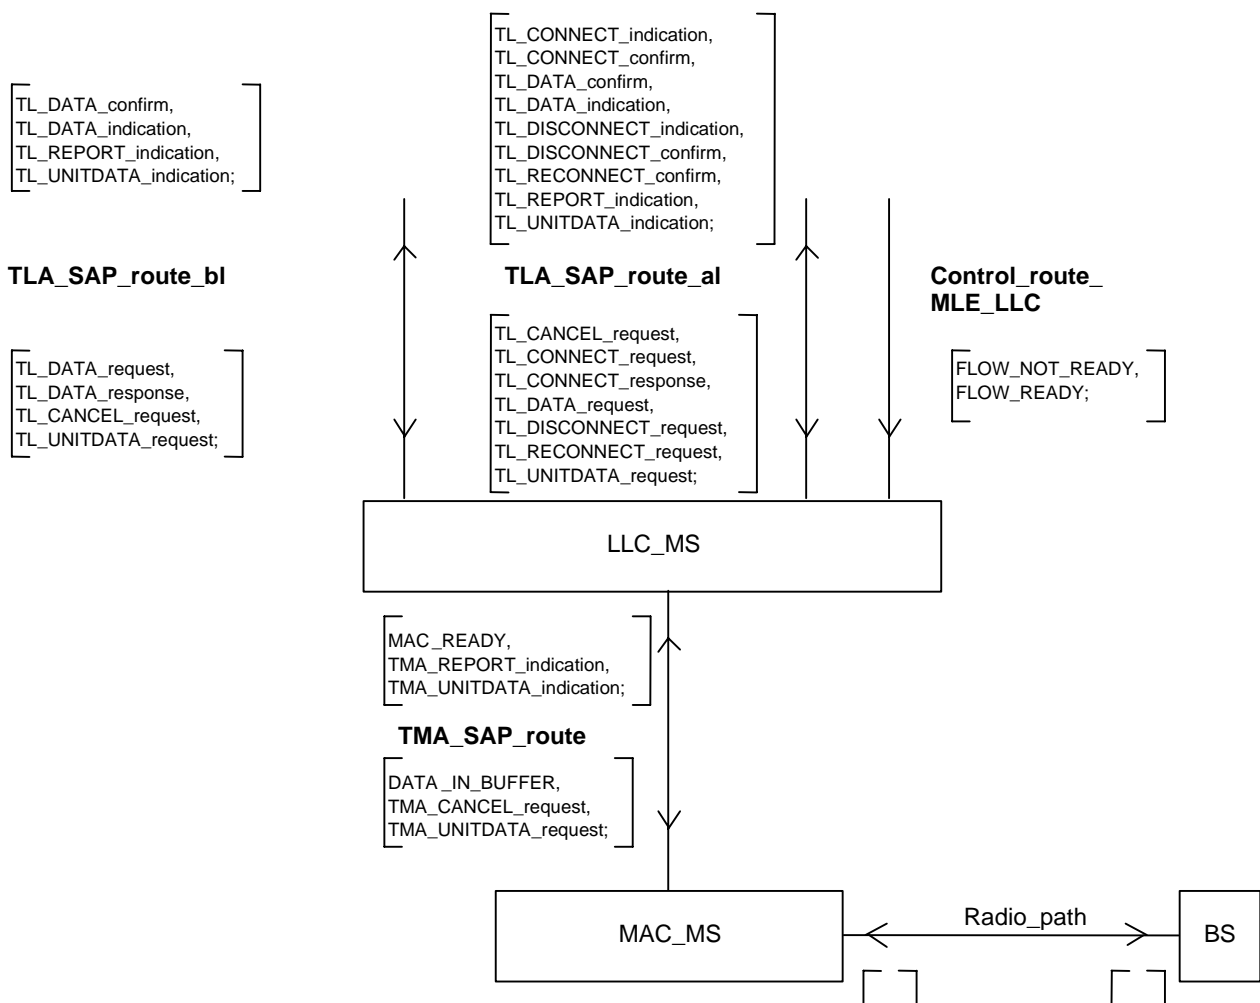 TL_CONNECT_indication,
TL_CONNECT_confirm,
TL_DATA_confirm,
TL_DATA_indication,
TL_DISCONNECT_indication,
TL_DISCONNECT_confirm,
TL_RECONNECT_confirm,
TL_REPORT_indication,
TL_UNITDATA_indication;
TL_DATA_confirm,
TL_DATA_indication,
TL_REPORT_indication,
TL_UNITDATA_indication;
TLA_SAP_route_bl
TLA_SAP_route_al
Control_route_
MLE_LLC
TL_DATA_request,
TL_DATA_response,
TL_CANCEL_request,
TL_UNITDATA_request;
TL_CANCEL_request,
TL_CONNECT_request,
TL_CONNECT_response,
TL_DATA_request,
TL_DISCONNECT_request,
TL_RECONNECT_request,
TL_UNITDATA_request;
FLOW_NOT_READY,
FLOW_READY;
LLC_MS
MAC_READY,
TMA_REPORT_indication,
TMA_UNITDATA_indication;
TMA_SAP_route
DATA_IN_BUFFER,
TMA_CANCEL_request,
TMA_UNITDATA_request;
MAC_MS
Radio_path
BS